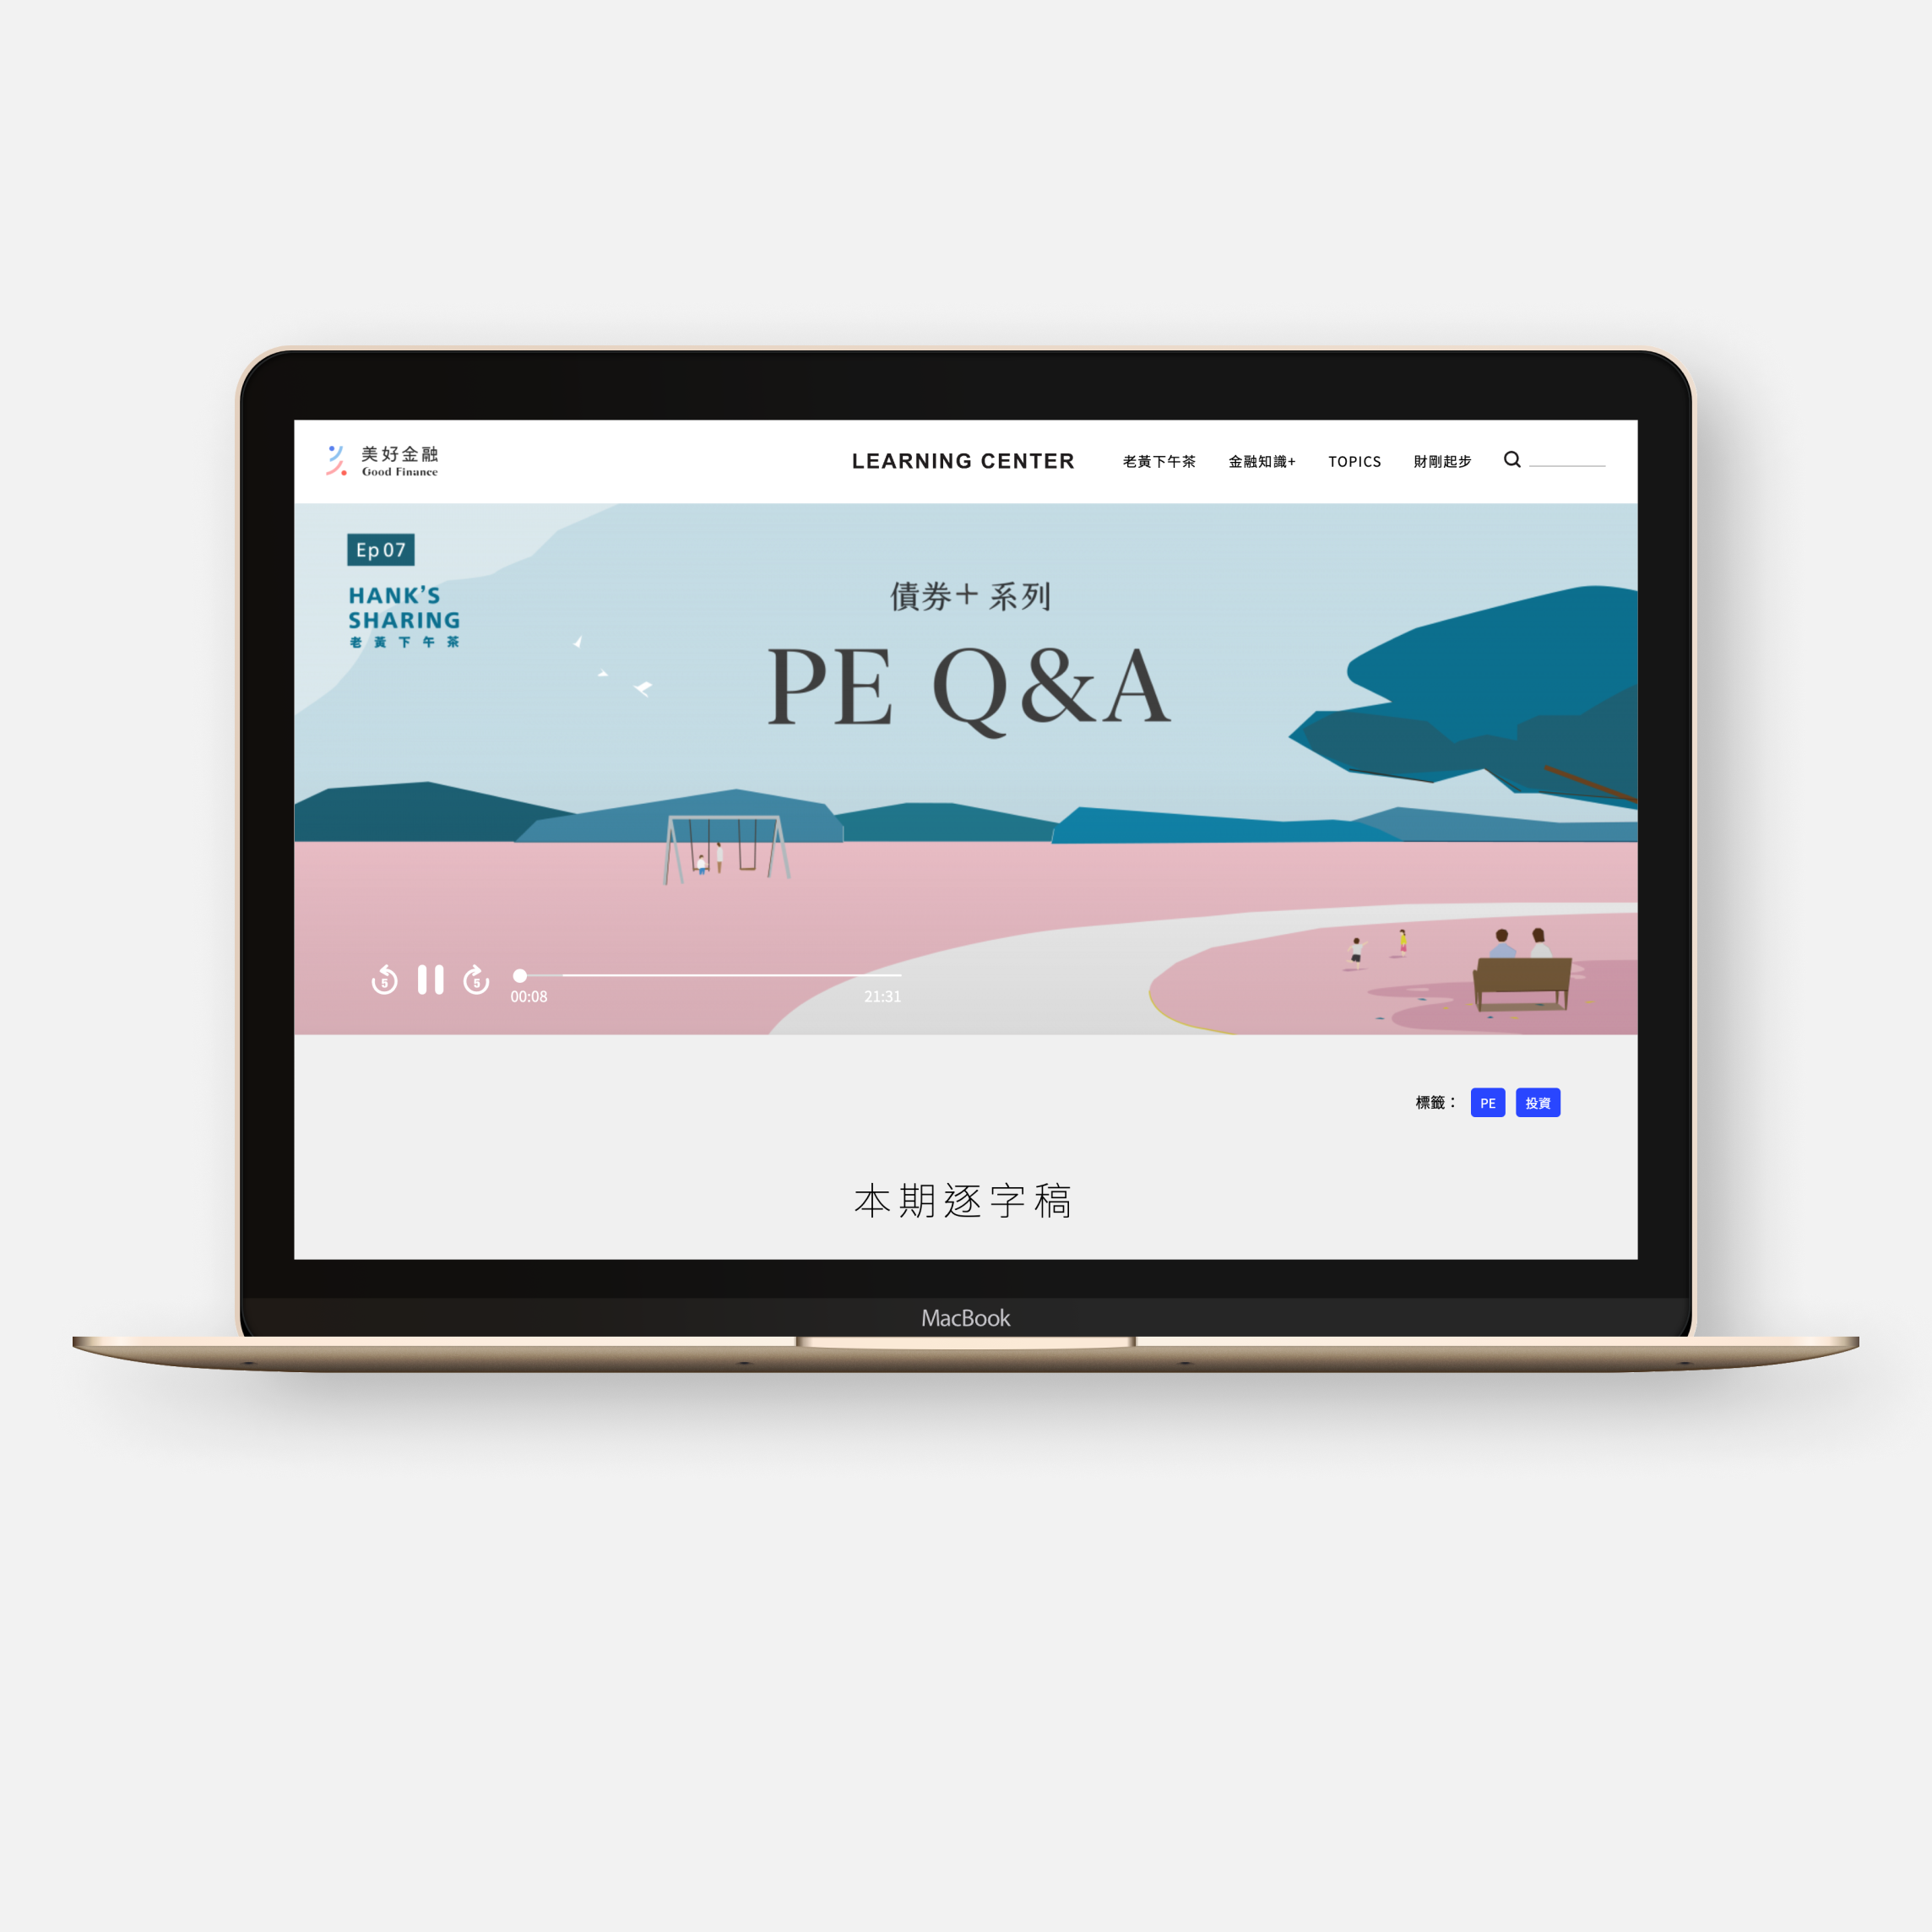 美好金融
Good Finance
LEARNING CENTER
老黃下午茶
金融知識+
TOPICS
財剛起步
Ep 07
HANK'S
SHARING
老黃下午茶
債券+ 系列
PE Q&A
5
5
00:08
21:31
標籤：
PE
投資
本期逐字稿
MacBook